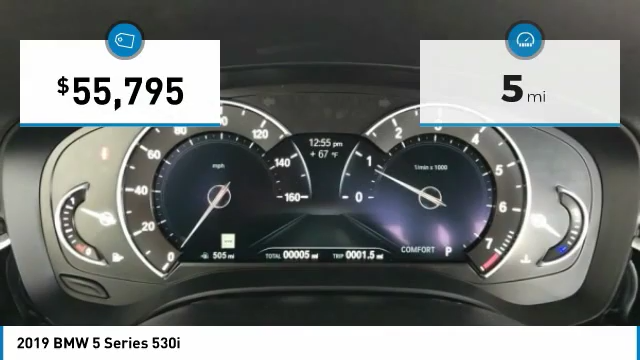 $55,795
5 mi
12:55 pm
+ 67 °F
mph
1/min x 1000
0 20 40 60 80 100 120 140 160
0 1 2 3 4 5 6 7
505 mi
TOTAL 00005 mi TRIP 0001.5 mi
COMFORT P
2019 BMW 5 Series 530i